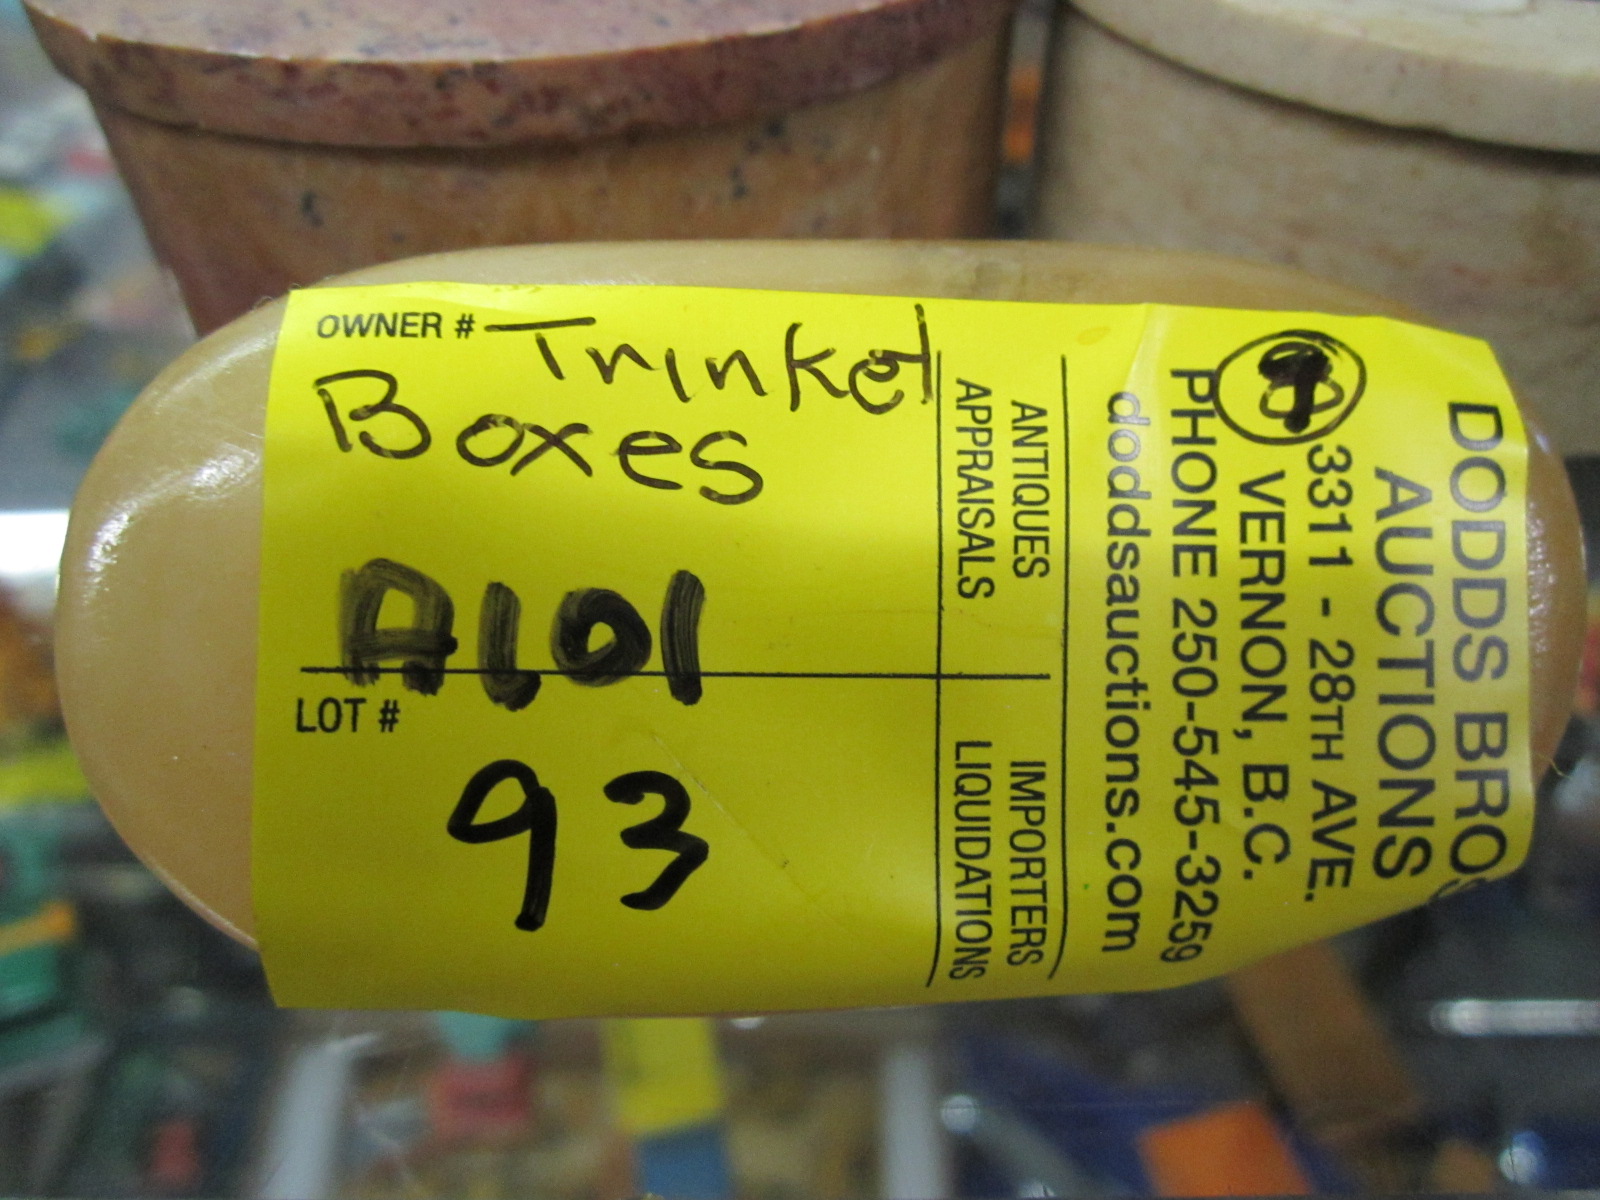 OWNER # Trinket
Boxes
A101
LOT #
93
DODDS BROS
AUCTIONS
3311 - 28TH AVE.
VERNON, B.C.
PHONE 250-545-3259
doddsauctions.com
ANTIQUES IMPORTERS
APPRAISALS LIQUIDATIONS